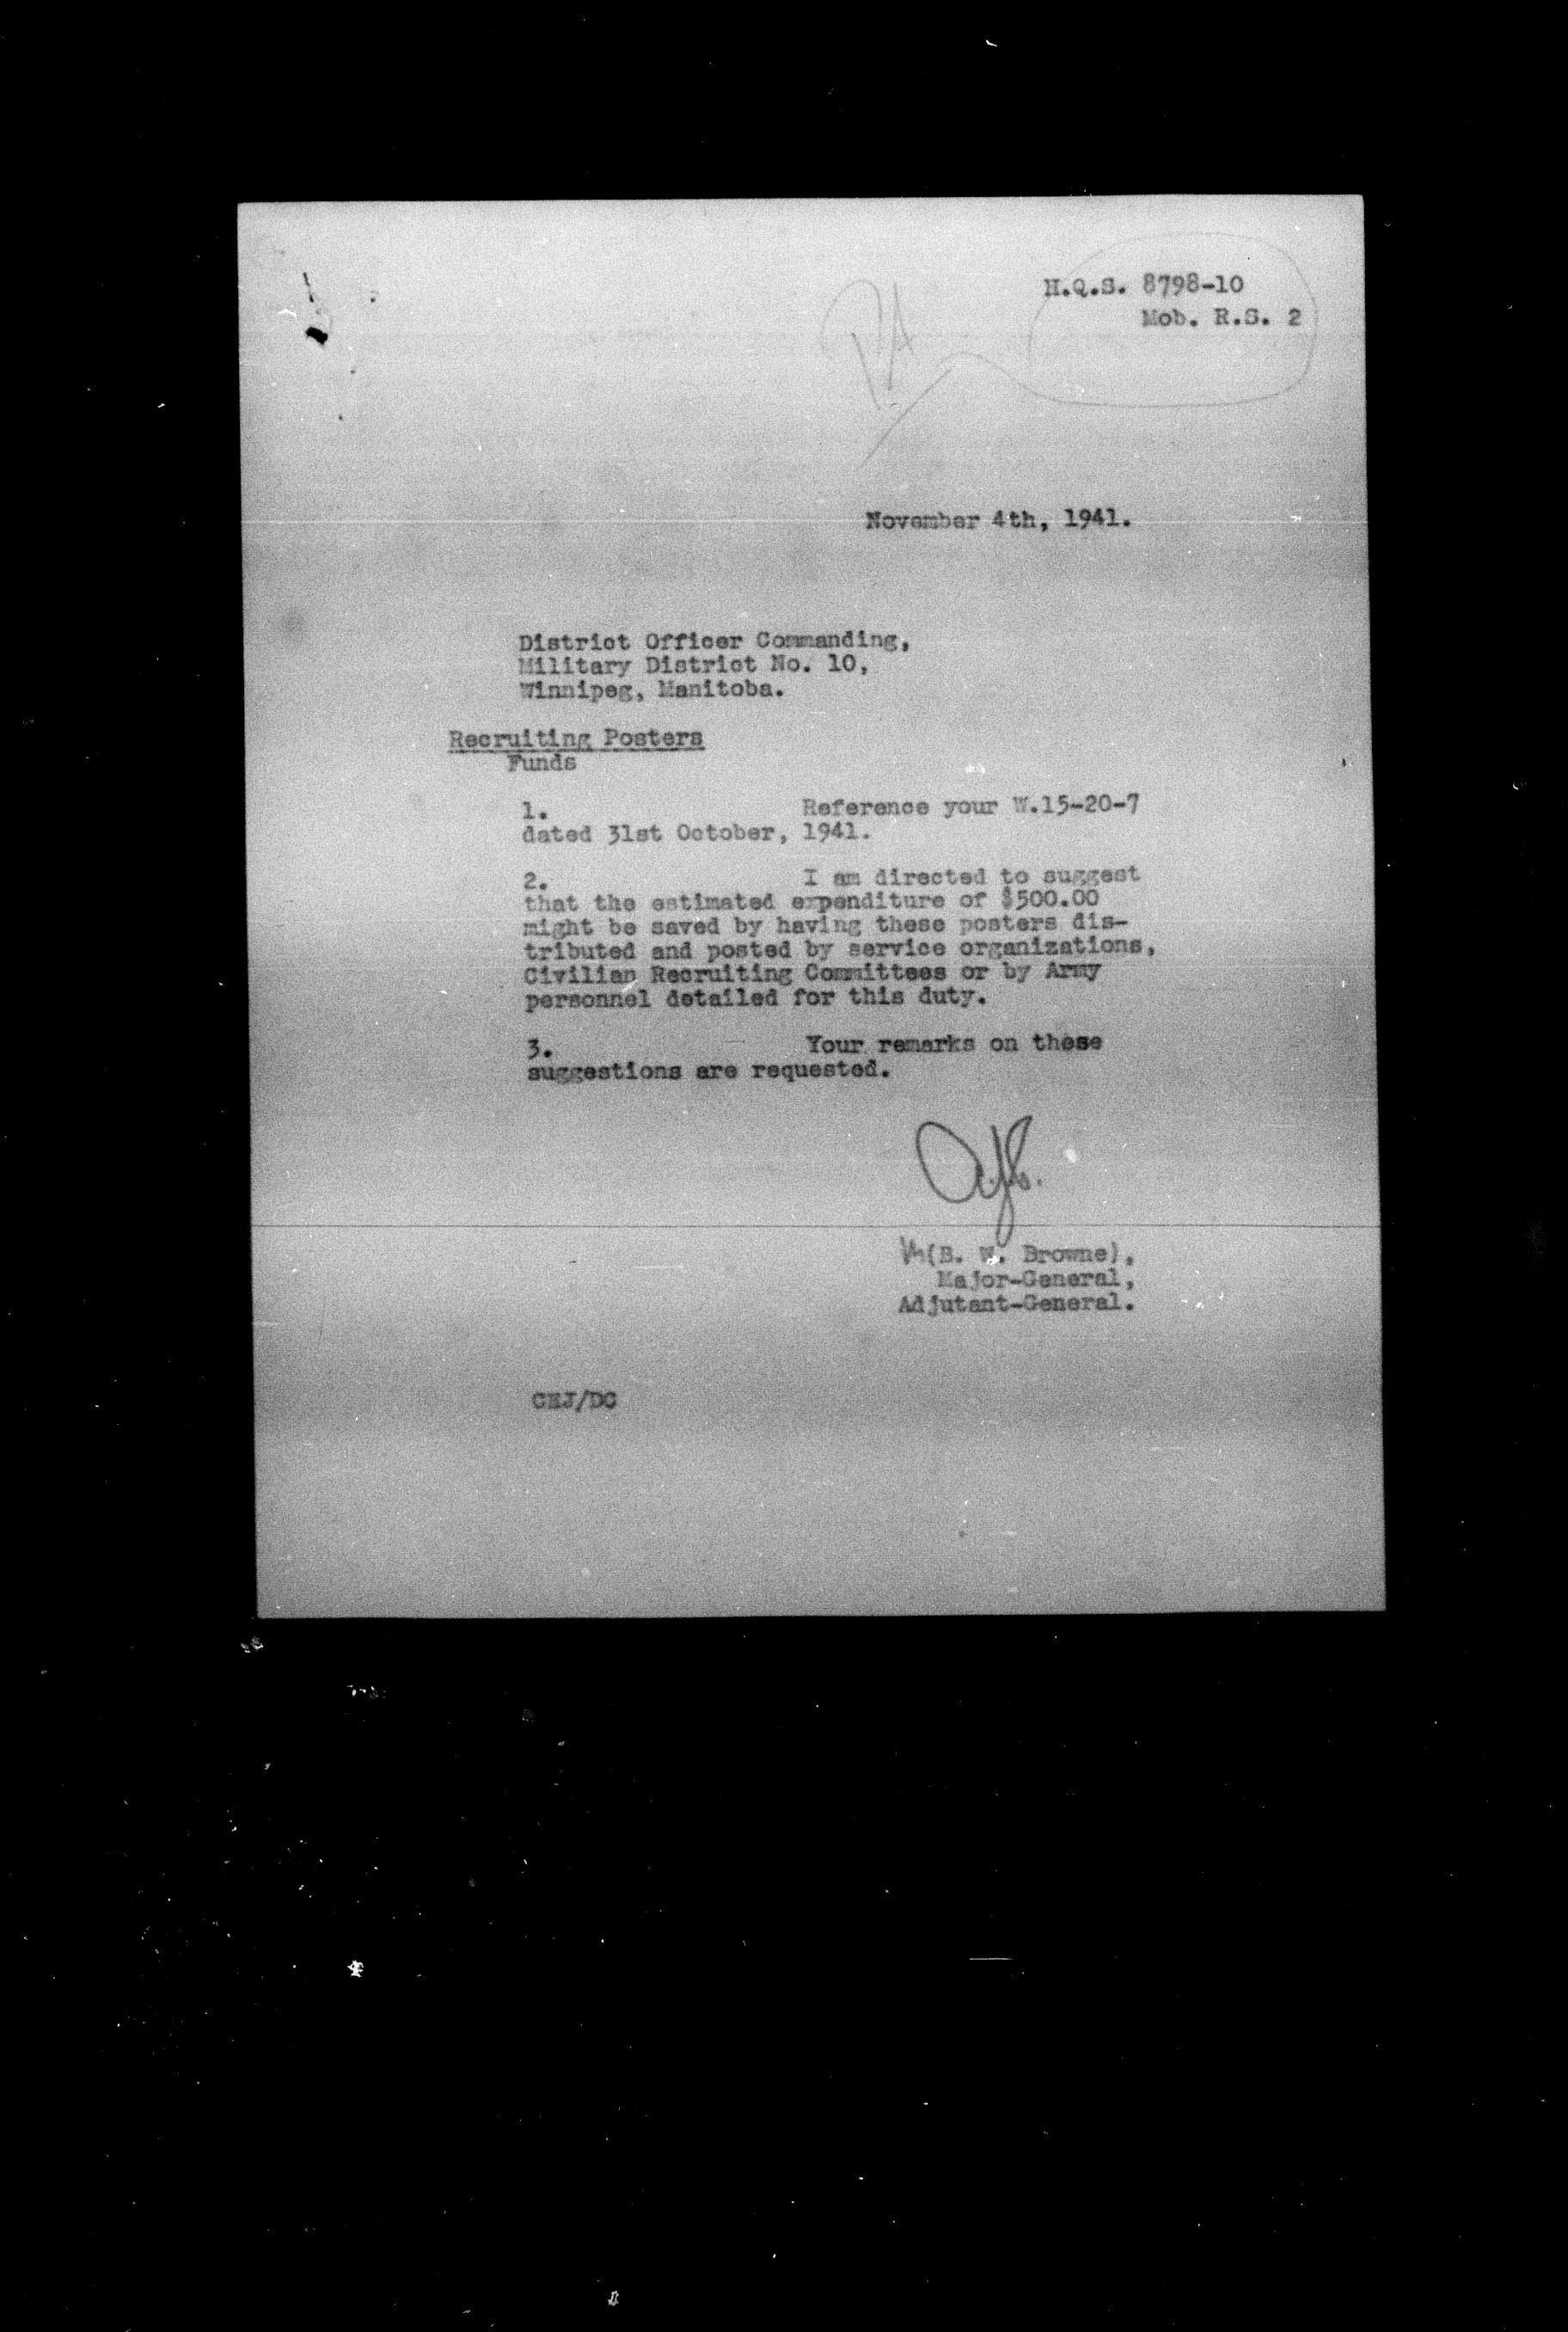 H.Q.S. 8798-10
Mob. R.S. 2
PA
November 4th, 1941.
District Officer Commanding,
Military District No. 10,
Winnipeg, Manitoba.
Recruiting Posters
Funds
1. Reference your W.15-20-7
dated 31st October, 1941.
2. I am directed to suggest
that the estimated expenditure of $500.00
might be saved by having these posters dis-
tributed and posted by service organizations,
Civilian Recruiting Committees or by Army
personnel detailed for this duty.
3. Your remarks on these
suggestions are requested.
(B. W. Browne),
Major-General,
Adjutant-General.
CEJ/DC